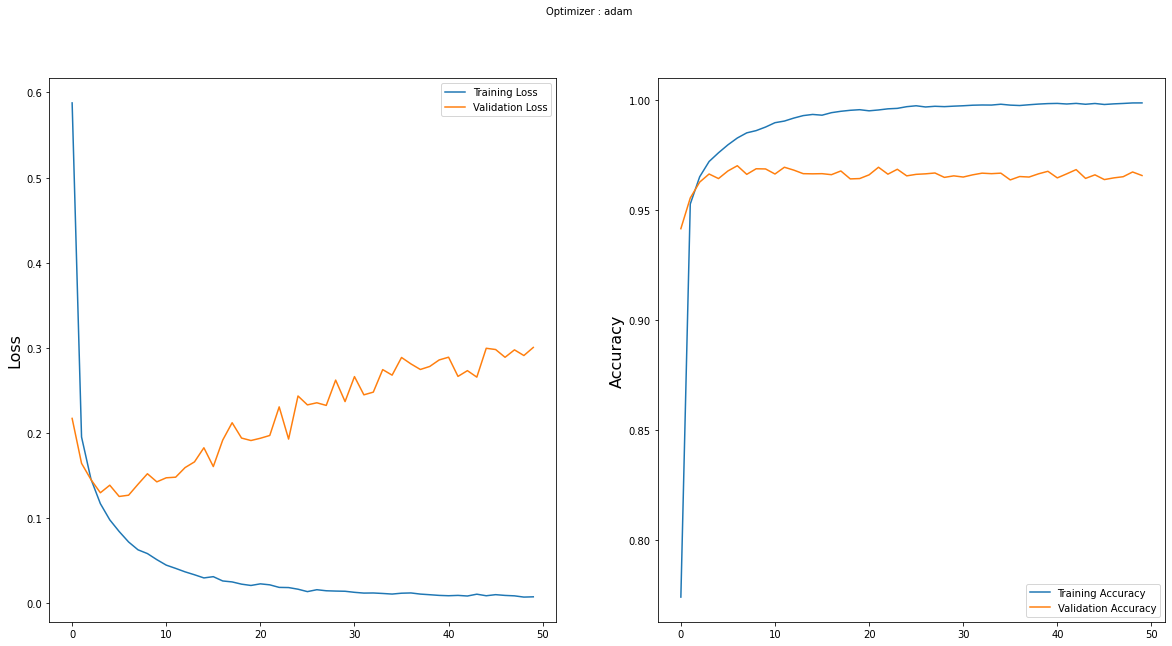 Optimizer : adam
Training Loss
Validation Loss
Loss
0.6
0.5
0.4
0.3
0.2
0.1
0.0
0 10 20 30 40 50
Accuracy
1.00
0.95
0.90
0.85
0.80
Training Accuracy
Validation Accuracy
0 10 20 30 40 50